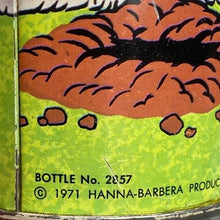 BOTTLE No. 2857
© 1971 HANNA-BARBERA PRODUC